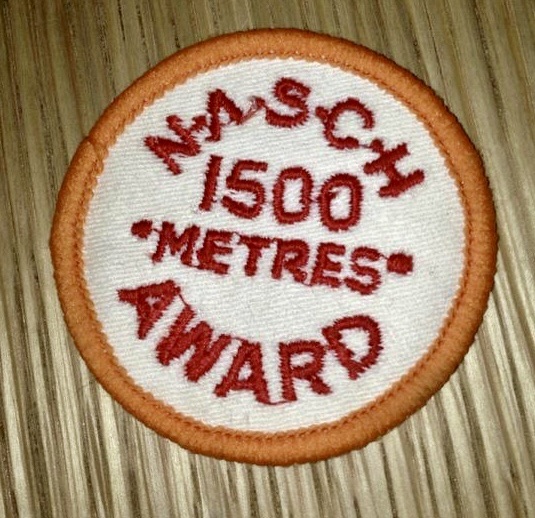 N·A·S·C·H
1500
•METRES•
AWARD